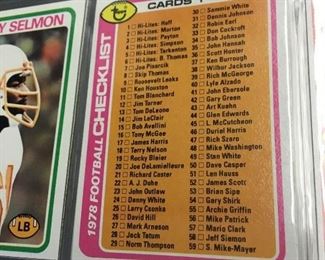 Y SELMON
LB
1978 FOOTBALL CHECKLIST
CARDS
1 Hi-Lites: Huff
2 Hi-Lites: Morton
3 Hi-Lites: Payton
4 Hi-Lites: Simpson
5 Hi-Lites: Tarkenton
6 Hi-Lites: B. Thomas
7 Joe Pisarcik
8 Skip Thomas
9 Roosevelt Leaks
10 Ken Houston
11 Tom Blanchard
12 Jim Turner
13 Tom DeLeone
14 Jim LeClair
15 Bob Avellini
16 Tony McGee
17 James Harris
18 Terry Nelson
19 Rocky Bleier
20 Joe DeLamielleure
21 Richard Caster
22 A.J. Duhe
23 John Outlaw
24 Danny White
25 Larry Csonka
26 David Hill
27 Mark Arneson
28 Jack Tatum
29 Norm Thompson
30 Sammie White
31 Dennis Johnson
32 Robin Earl
33 Don Cockroft
34 Bob Johnson
35 John Hannah
36 Scott Hunter
37 Ken Burrough
38 Wilbur Jackson
39 Rich McGeorge
40 Lyle Alzado
41 John Ebersole
42 Gary Green
43 Art Kuehn
44 Glen Edwards
45 L. McCutcheon
46 Duriel Harris
47 Rich Szaro
48 Mike Washington
49 Stan White
50 Dave Casper
51 Len Hauss
52 James Scott
53 Brian Sipe
54 Gary Shirk
55 Archie Griffin
56 Mike Patrick
57 Mario Clark
58 Jeff Siemon
59 S. Mike-Mayer